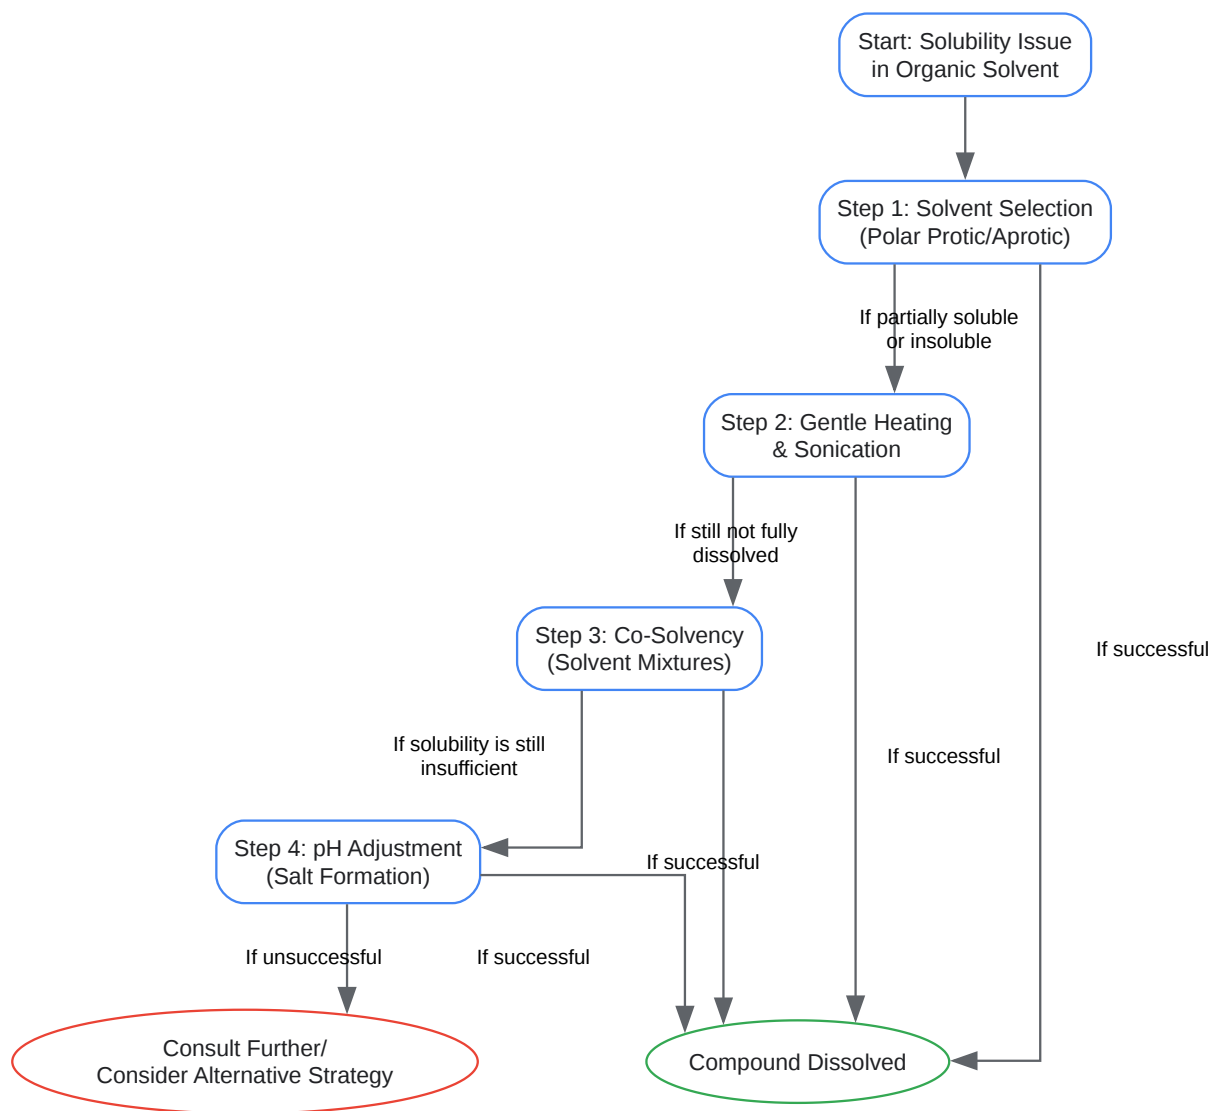 Start: Solubility Issue
in Organic Solvent
Step 1: Solvent Selection
(Polar Protic/Aprotic)
If partially soluble
or insoluble
Step 2: Gentle Heating
& Sonication
If still not fully
dissolved
Step 3: Co-Solvency
(Solvent Mixtures)
If successful
If solubility is still
insufficient
If successful
Step 4: pH Adjustment
(Salt Formation)
If successful
If unsuccessful
If successful
Consult Further/
Consider Alternative Strategy
Compound Dissolved